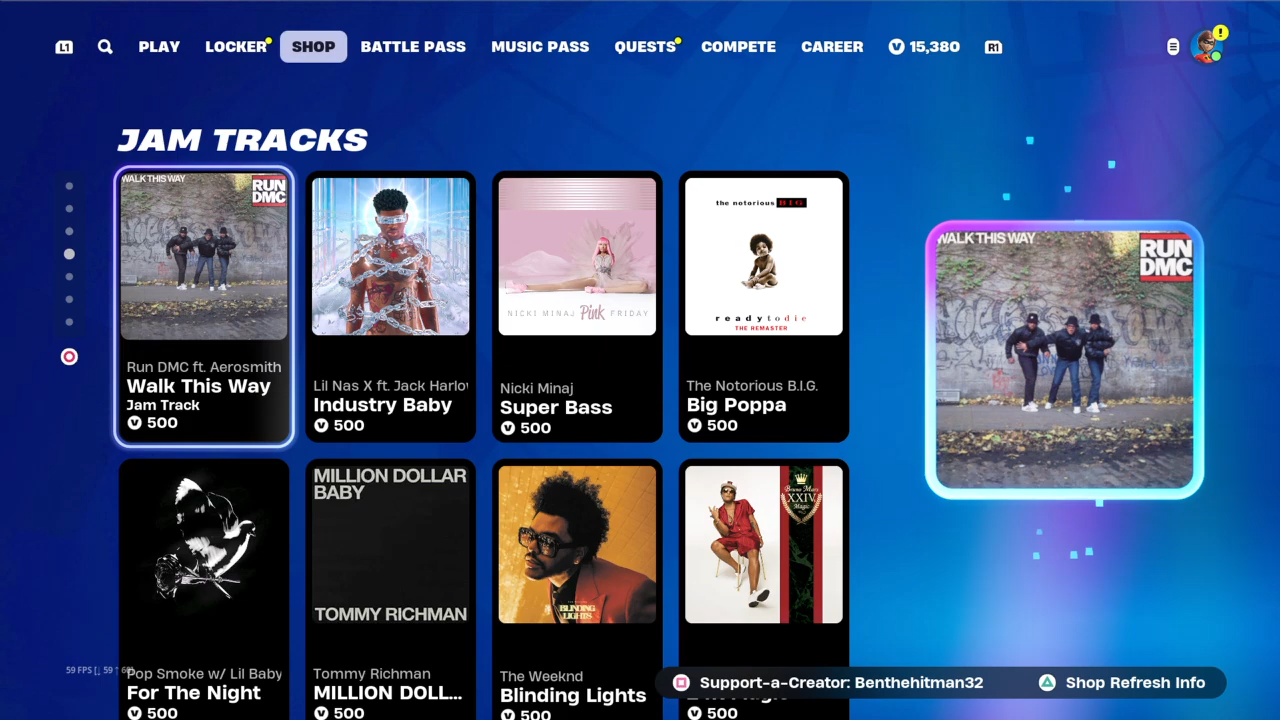 L1
PLAY
LOCKER
SHOP
BATTLE PASS
MUSIC PASS
QUESTS
COMPETE
CAREER
V 15,380
R1
!
JAM TRACKS
WALK THIS WAY
RUN
DMC
Run DMC ft. Aerosmith
Walk This Way
Jam Track
V 500
Lil Nas X ft. Jack Harlow
Industry Baby
V 500
NICKI MINAJ Pink FRIDAY
Nicki Minaj
Super Bass
V 500
the notorious B.I.G.
ready to die
THE REMASTER
The Notorious B.I.G.
Big Poppa
V 500
WALK THIS WAY
RUN
DMC
Pop Smoke w/ Lil Baby
For The Night
V 500
MILLION DOLLAR
BABY
TOMMY RICHMAN
Tommy Richman
MILLION DOLL...
V 500
BLINDING
LIGHTS
The Weeknd
Blinding Lights
V 500
Bruno Mars
XXIV
Magic
V 500
59 FPS [
Support-a-Creator: Benthehitman32
Shop Refresh Info